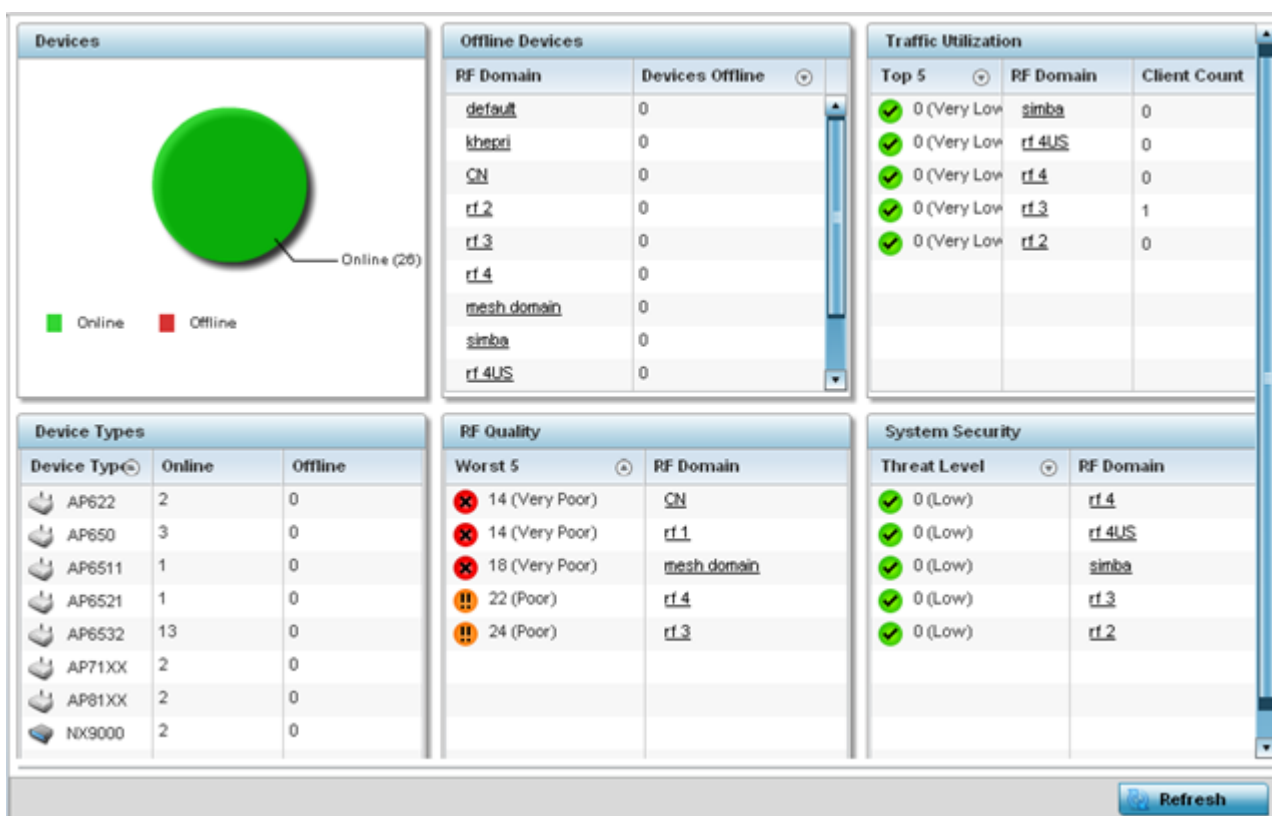 Devices
Online (26)
Online Offline
Offline Devices
RF Domain Devices Offline
default 0
khepri 0
CN 0
rf 2 0
rf 3 0
rf 4 0
mesh domain 0
simba 0
rf 4US 0
Traffic Utilization
Top 5 RF Domain Client Count
0 (Very Low simba 0
0 (Very Low rf 4US 0
0 (Very Low rf 4 0
0 (Very Low rf 3 1
0 (Very Low rf 2 0
Device Types
Device Type Online Offline
AP622 2 0
AP650 3 0
AP6511 1 0
AP6521 1 0
AP6532 13 0
AP71XX 2 0
AP81XX 2 0
NX9000 2 0
RF Quality
Worst 5 RF Domain
14 (Very Poor) CN
14 (Very Poor) rf 1
18 (Very Poor) mesh domain
22 (Poor) rf 4
24 (Poor) rf 3
System Security
Threat Level RF Domain
0 (Low) rf 4
0 (Low) rf 4US
0 (Low) simba
0 (Low) rf 3
0 (Low) rf 2
Refresh